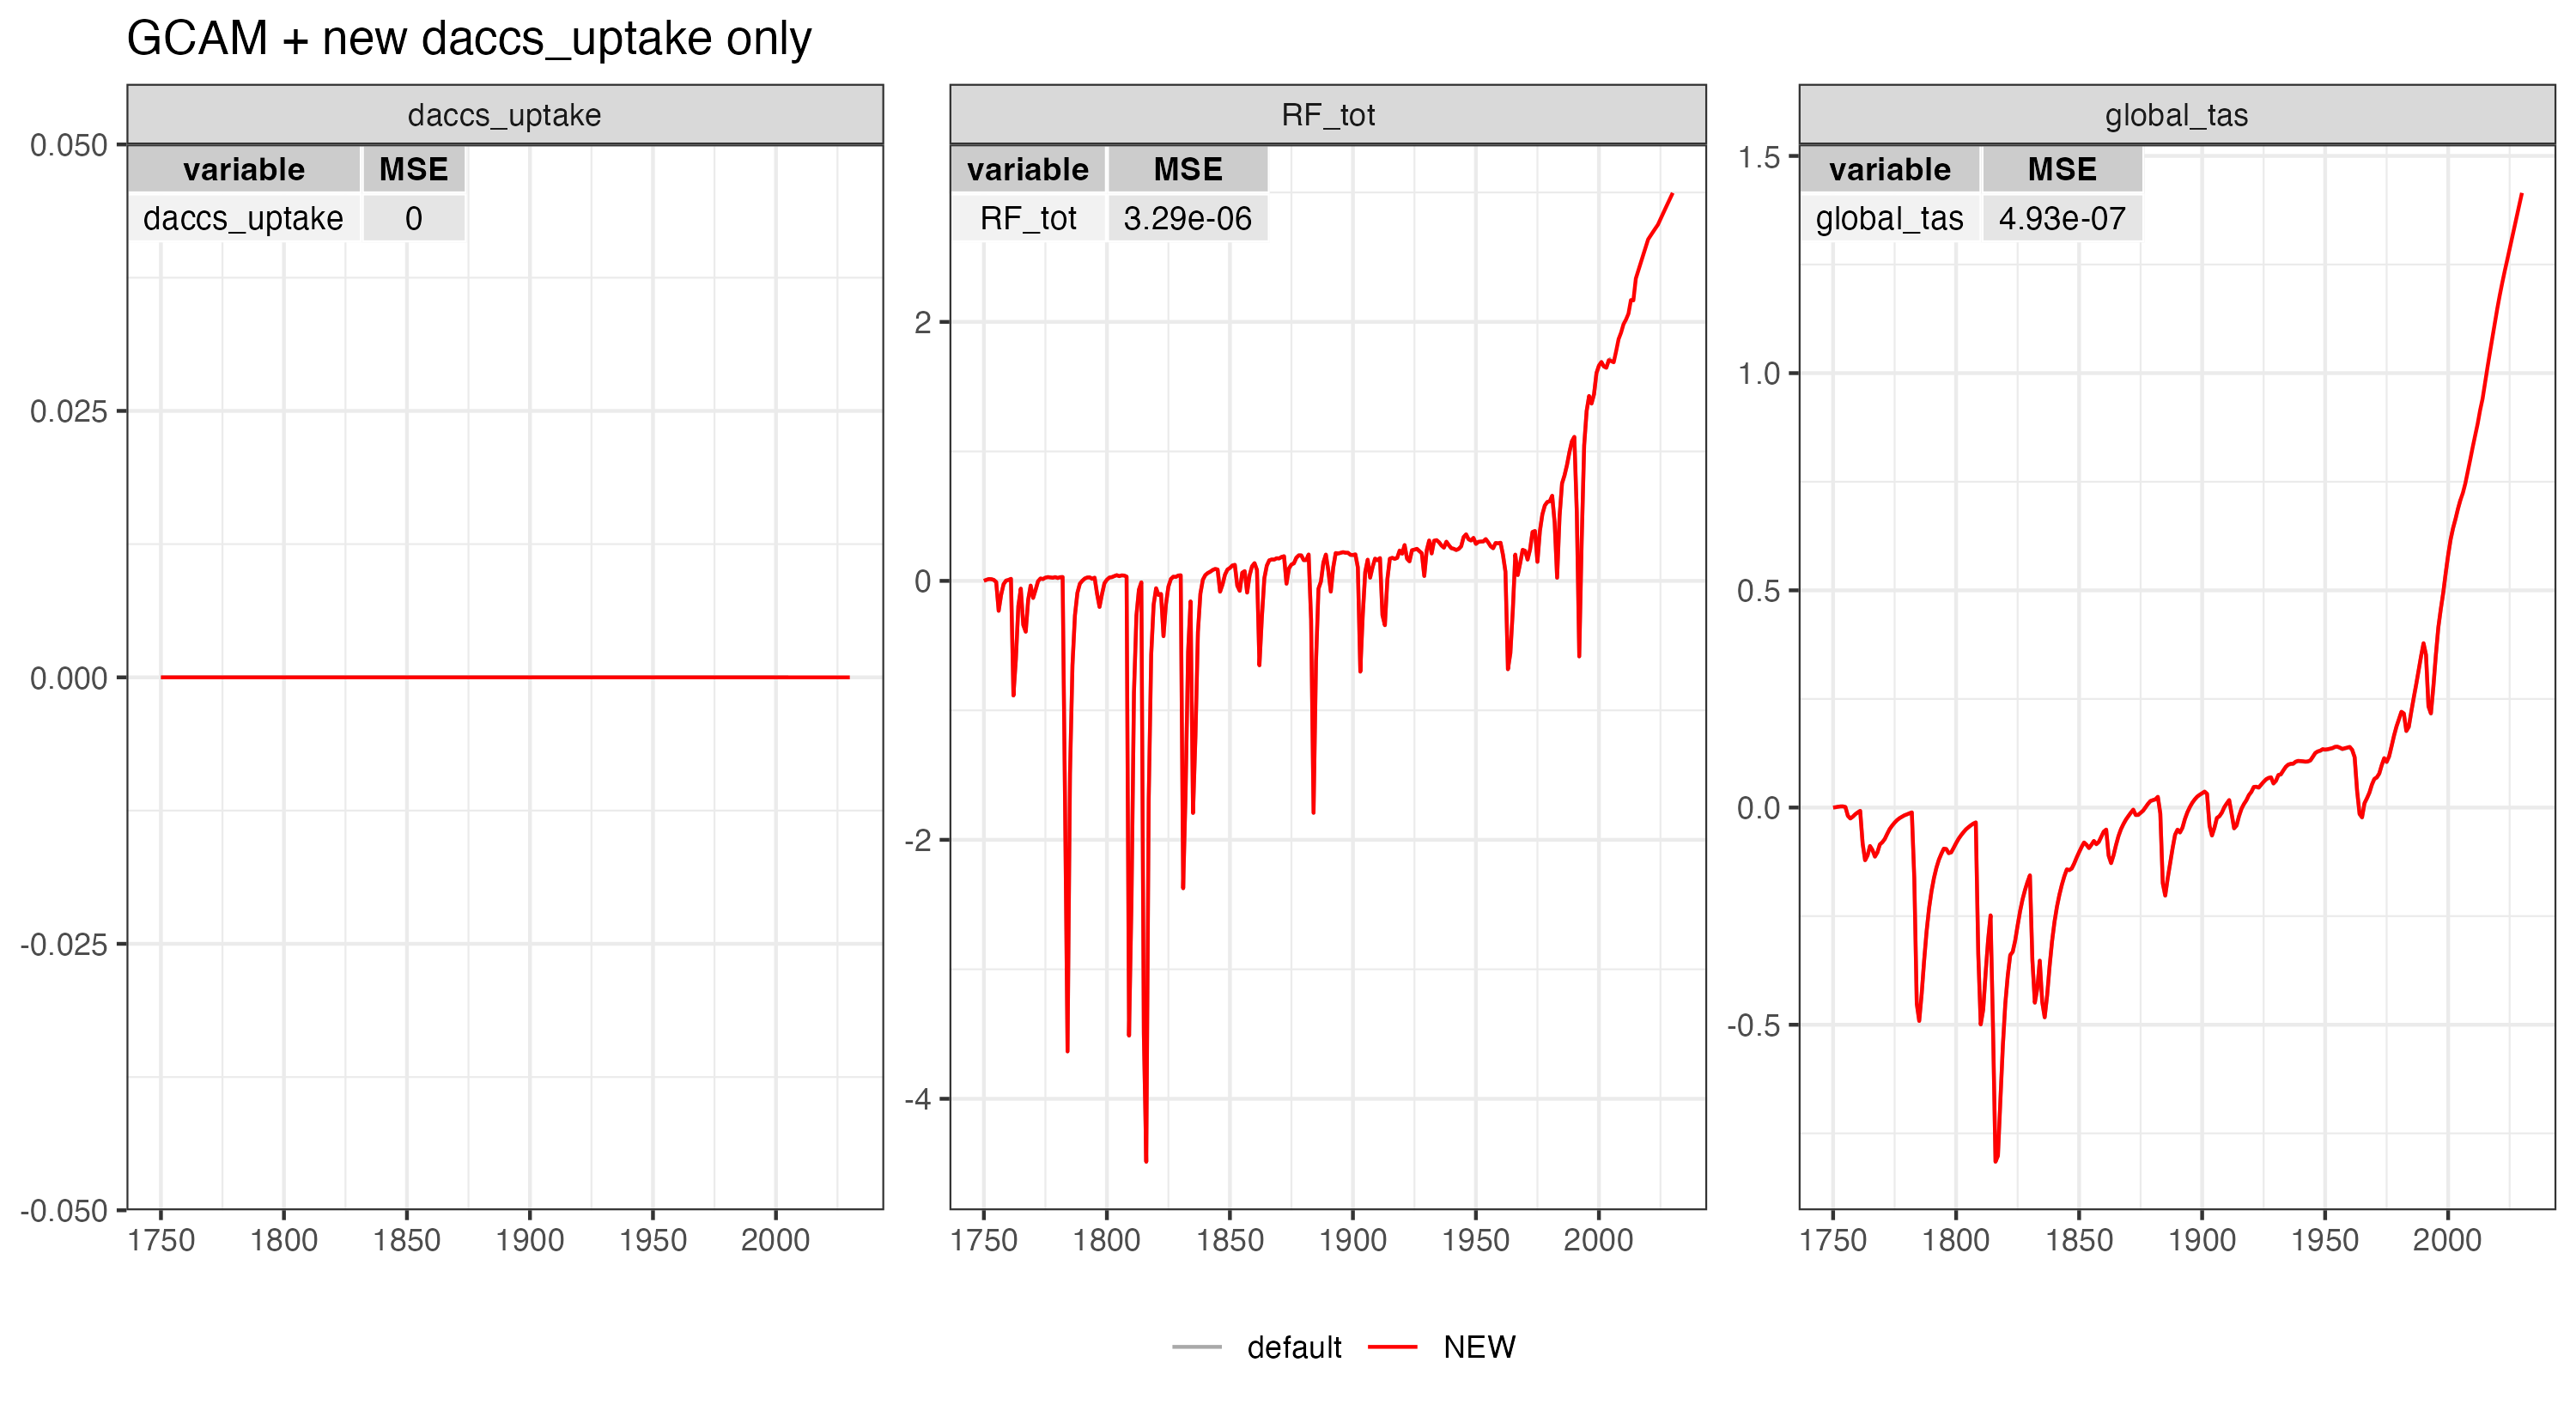 GCAM + new daccs_uptake only
daccs_uptake
variable MSE
daccs_uptake 0
0.050
0.025
0.000
-0.025
-0.050
1750 1800 1850 1900 1950 2000
RF_tot
variable MSE
RF_tot 3.29e-06
2
0
-2
-4
1750 1800 1850 1900 1950 2000
global_tas
variable MSE
global_tas 4.93e-07
1.5
1.0
0.5
0.0
-0.5
1750 1800 1850 1900 1950 2000
default NEW